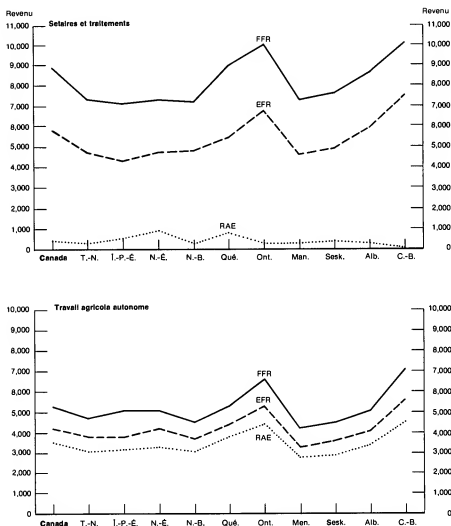 Revenu Revenu
Setaires et traitements
11,000 11,000
FFR
10,000 10,000
9,000 9,000
8,000 8,000
EFR
7,000 7,000
6,000 6,000
5,000 5,000
4,000 4,000
3,000 3,000
2,000 2,000
RAE
1,000 1,000
0 0
Canada T.-N. Î.-P.-É. N.-É. N.-B. Qué. Ont. Man. Sesk. Alb. C.-B.
Travail agricola autonome
10,000 10,000
9,000 9,000
8,000 8,000
FFR
7,000 7,000
6,000 6,000
EFR
5,000 5,000
4,000 4,000
RAE
3,000 3,000
2,000 2,000
1,000 1,000
0 0
Canada T.-N. Î.-P.-É. N.-É. N.-B. Qué. Ont. Men. Sesk. Alb. C.-B.